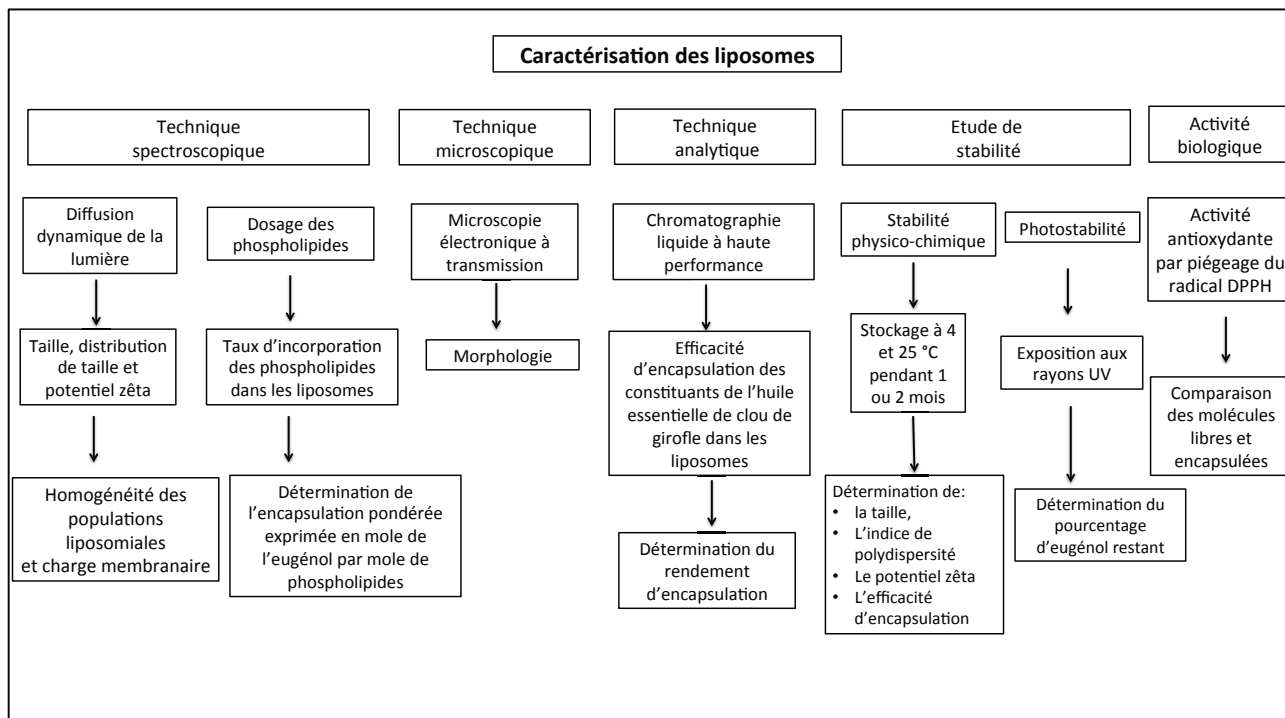 Caractérisation des liposomes
Technique
spectroscopique
Technique
microscopique
Technique
analytique
Etude de
stabilité
Activité
biologique
Diffusion
dynamique de la
lumière
Dosage des
phospholipides
Microscopie
électronique à
transmission
Chromatographie
liquide à haute
performance
Stabilité
physico-chimique
Photostabilité
Activité
antioxydante
par piégeage du
radical DPPH
Taille, distribution
de taille et
potentiel zêta
Taux d'incorporation
des phospholipides
dans les liposomes
Morphologie
Efficacité
d'encapsulation des
constituants de l'huile
essentielle de clou de
girofle dans les
liposomes
Stockage à 4
et 25 °C
pendant 1
ou 2 mois
Exposition aux
rayons UV
Comparaison
des molécules
libres et
encapsulées
Homogénéité des
populations
liposomiales
et charge membranaire
Détermination de
l'encapsulation pondérée
exprimée en mole de
l'eugénol par mole de
phospholipides
Détermination du
rendement
d'encapsulation
Détermination de:
• la taille,
• L'indice de
polydispersité
• Le potentiel zêta
• L'efficacité
d'encapsulation
Détermination du
pourcentage
d'eugénol restant